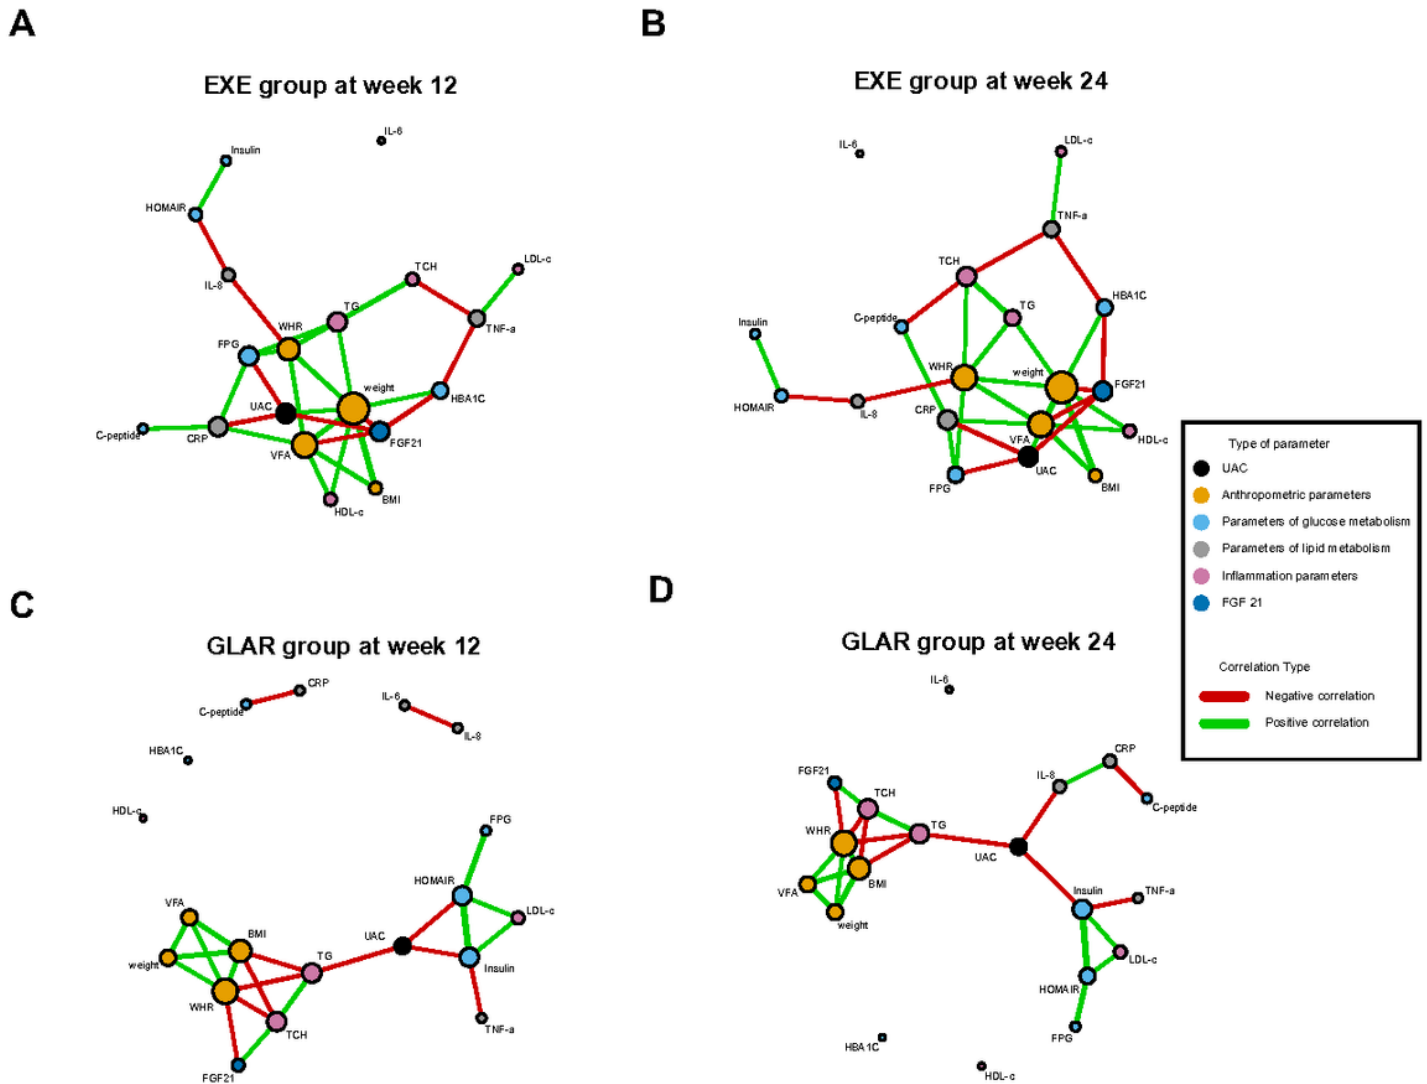 A
B
EXE group at week 12
EXE group at week 24
IL-6
Insulin
HOMAIR
IL-8
TCH
LDL-c
TG
TNF-a
WHR
FPG
weight
HBA1C
UAC
FGF21
C-peptide
CRP
VFA
BMI
HDL-c
IL-6
LDL-c
TNF-a
TCH
HBA1C
TG
C-peptide
Insulin
WHR
weight
FGF21
HOMAIR
IL-8
CRP
VFA
HDL-c
UAC
FPG
BMI
Type of parameter
UAC
Anthropometric parameters
Parameters of glucose metabolism
Parameters of lipid metabolism
Inflammation parameters
FGF 21
Correlation Type
Negative correlation
Positive correlation
C
D
GLAR group at week 12
GLAR group at week 24
CRP
C-peptide
IL-6
IL-8
HBA1C
HDL-c
FPG
HOMAIR
VFA
LDL-c
BMI
UAC
TG
weight
Insulin
WHR
TCH
TNF-a
FGF21
IL-6
CRP
IL-8
FGF21
C-peptide
TCH
TG
WHR
UAC
BMI
VFA
Insulin
TNF-a
weight
LDL-c
HOMAIR
FPG
HBA1C
HDL-c